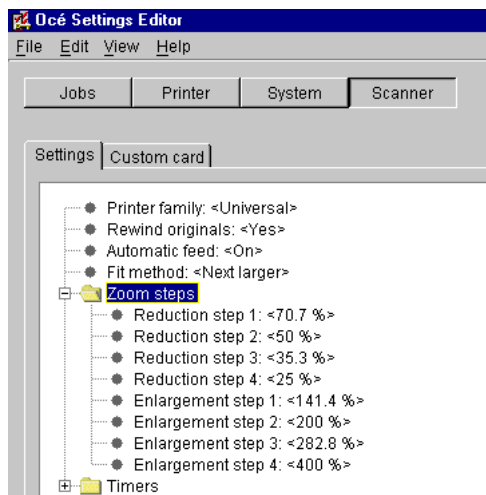 Océ Settings Editor
File Edit View Help
Jobs Printer System Scanner
Settings Custom card
Printer family: <Universal>
Rewind originals: <Yes>
Automatic feed: <On>
Fit method: <Next larger>
Zoom steps
Reduction step 1: <70.7 %>
Reduction step 2: <50 %>
Reduction step 3: <35.3 %>
Reduction step 4: <25 %>
Enlargement step 1: <141.4 %>
Enlargement step 2: <200 %>
Enlargement step 3: <282.8 %>
Enlargement step 4: <400 %>
Timers